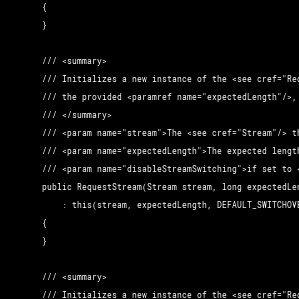 {
}
/// <summary>
/// Initializes a new instance of the <see cref="Req
/// the provided <paramref name="expectedLength"/>,
/// </summary>
/// <param name="stream">The <see cref="Stream"/> th
/// <param name="expectedLength">The expected length
/// <param name="disableStreamSwitching">if set to <
public RequestStream(Stream stream, long expectedLen
: this(stream, expectedLength, DEFAULT_SWITCHOVE
{
}
/// <summary>
/// Initializes a new instance of the <see cref="Req